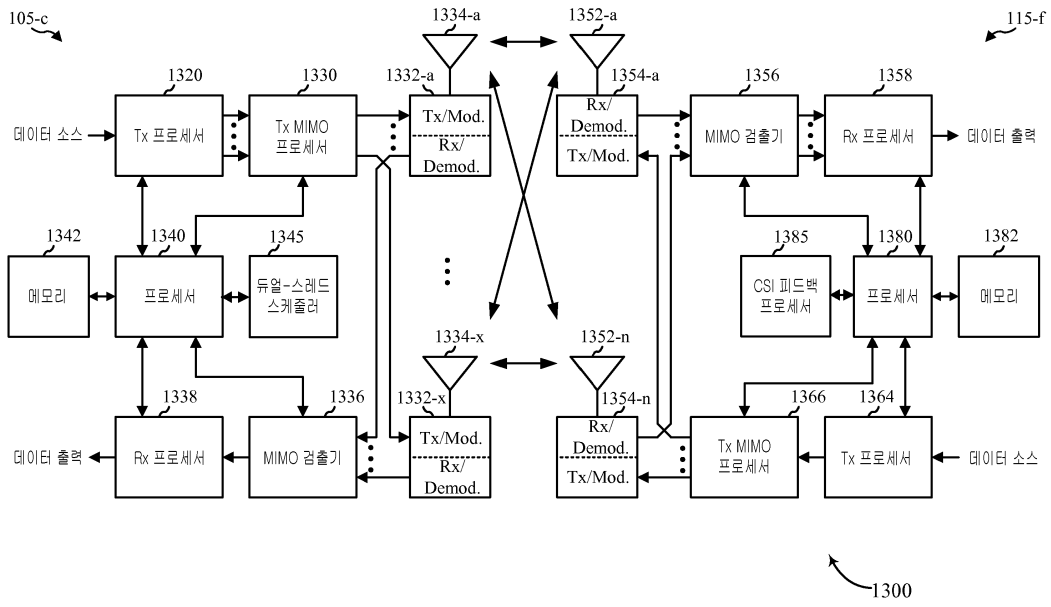 105-c
1334-a
1352-a
115-f
1320
1330
1332-a
1354-a
1356
1358
데이터 소스
Tx 프로세서
Tx MIMO
프로세서
Tx/Mod.
Rx/
Demod.
Rx/
Demod.
Tx/Mod.
MIMO 검출기
Rx 프로세서
데이터 출력
1342
1340
1345
1385
1380
1382
메모리
프로세서
듀얼-스레드
스케줄러
CSI 피드백
프로세서
프로세서
메모리
1334-x
1352-n
1338
1336
1332-x
1354-n
1366
1364
데이터 출력
Rx 프로세서
MIMO 검출기
Tx/Mod.
Rx/
Demod.
Rx/
Demod.
Tx/Mod.
Tx MIMO
프로세서
Tx 프로세서
데이터 소스
1300